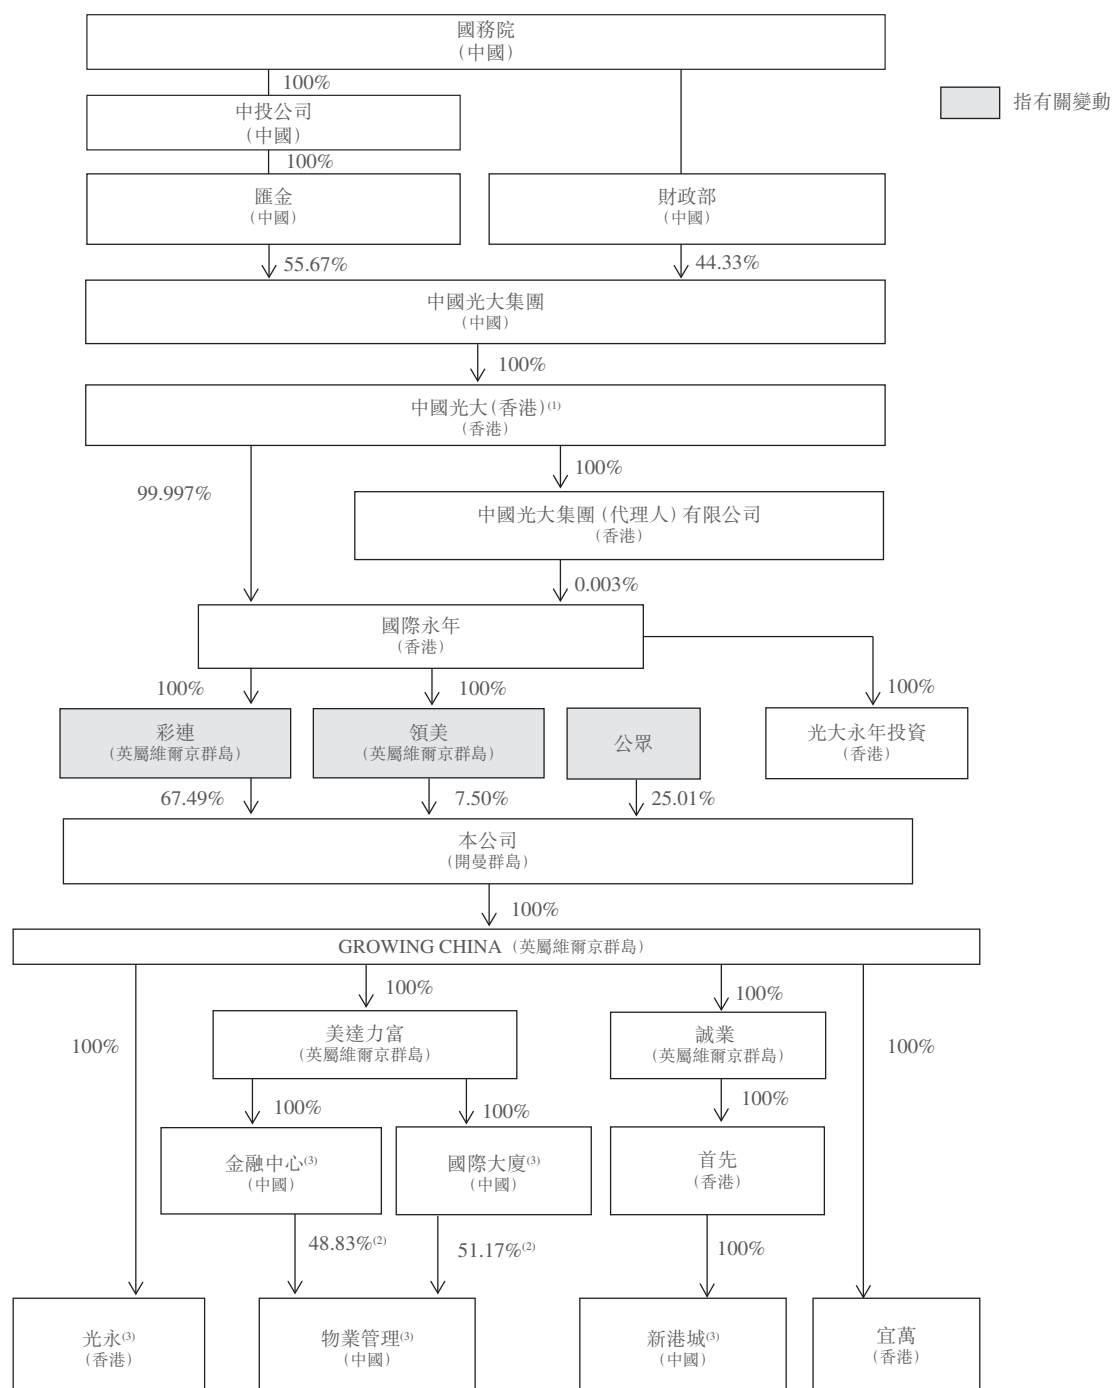 國務院
(中國)
100%
中投公司
(中國)
指有關變動
100%
匯金
(中國)
財政部
(中國)
55.67%
44.33%
中國光大集團
(中國)
100%
中國光大(香港)(1)
(香港)
100%
99.997%
中國光大集團(代理人)有限公司
(香港)
0.003%
國際永年
(香港)
100%
100%
100%
彩連
(英屬維爾京群島)
領美
(英屬維爾京群島)
公眾
光大永年投資
(香港)
67.49%
7.50%
25.01%
本公司
(開曼群島)
100%
GROWING CHINA (英屬維爾京群島)
100%
100%
美達力富
(英屬維爾京群島)
誠業
(英屬維爾京群島)
100%
100%
100%
100%
100%
金融中心(3)
(中國)
國際大廈(3)
(中國)
首先
(香港)
48.83%(2)
51.17%(2)
100%
光永(3)
(香港)
物業管理(3)
(中國)
新港城(3)
(中國)
宜萬
(香港)